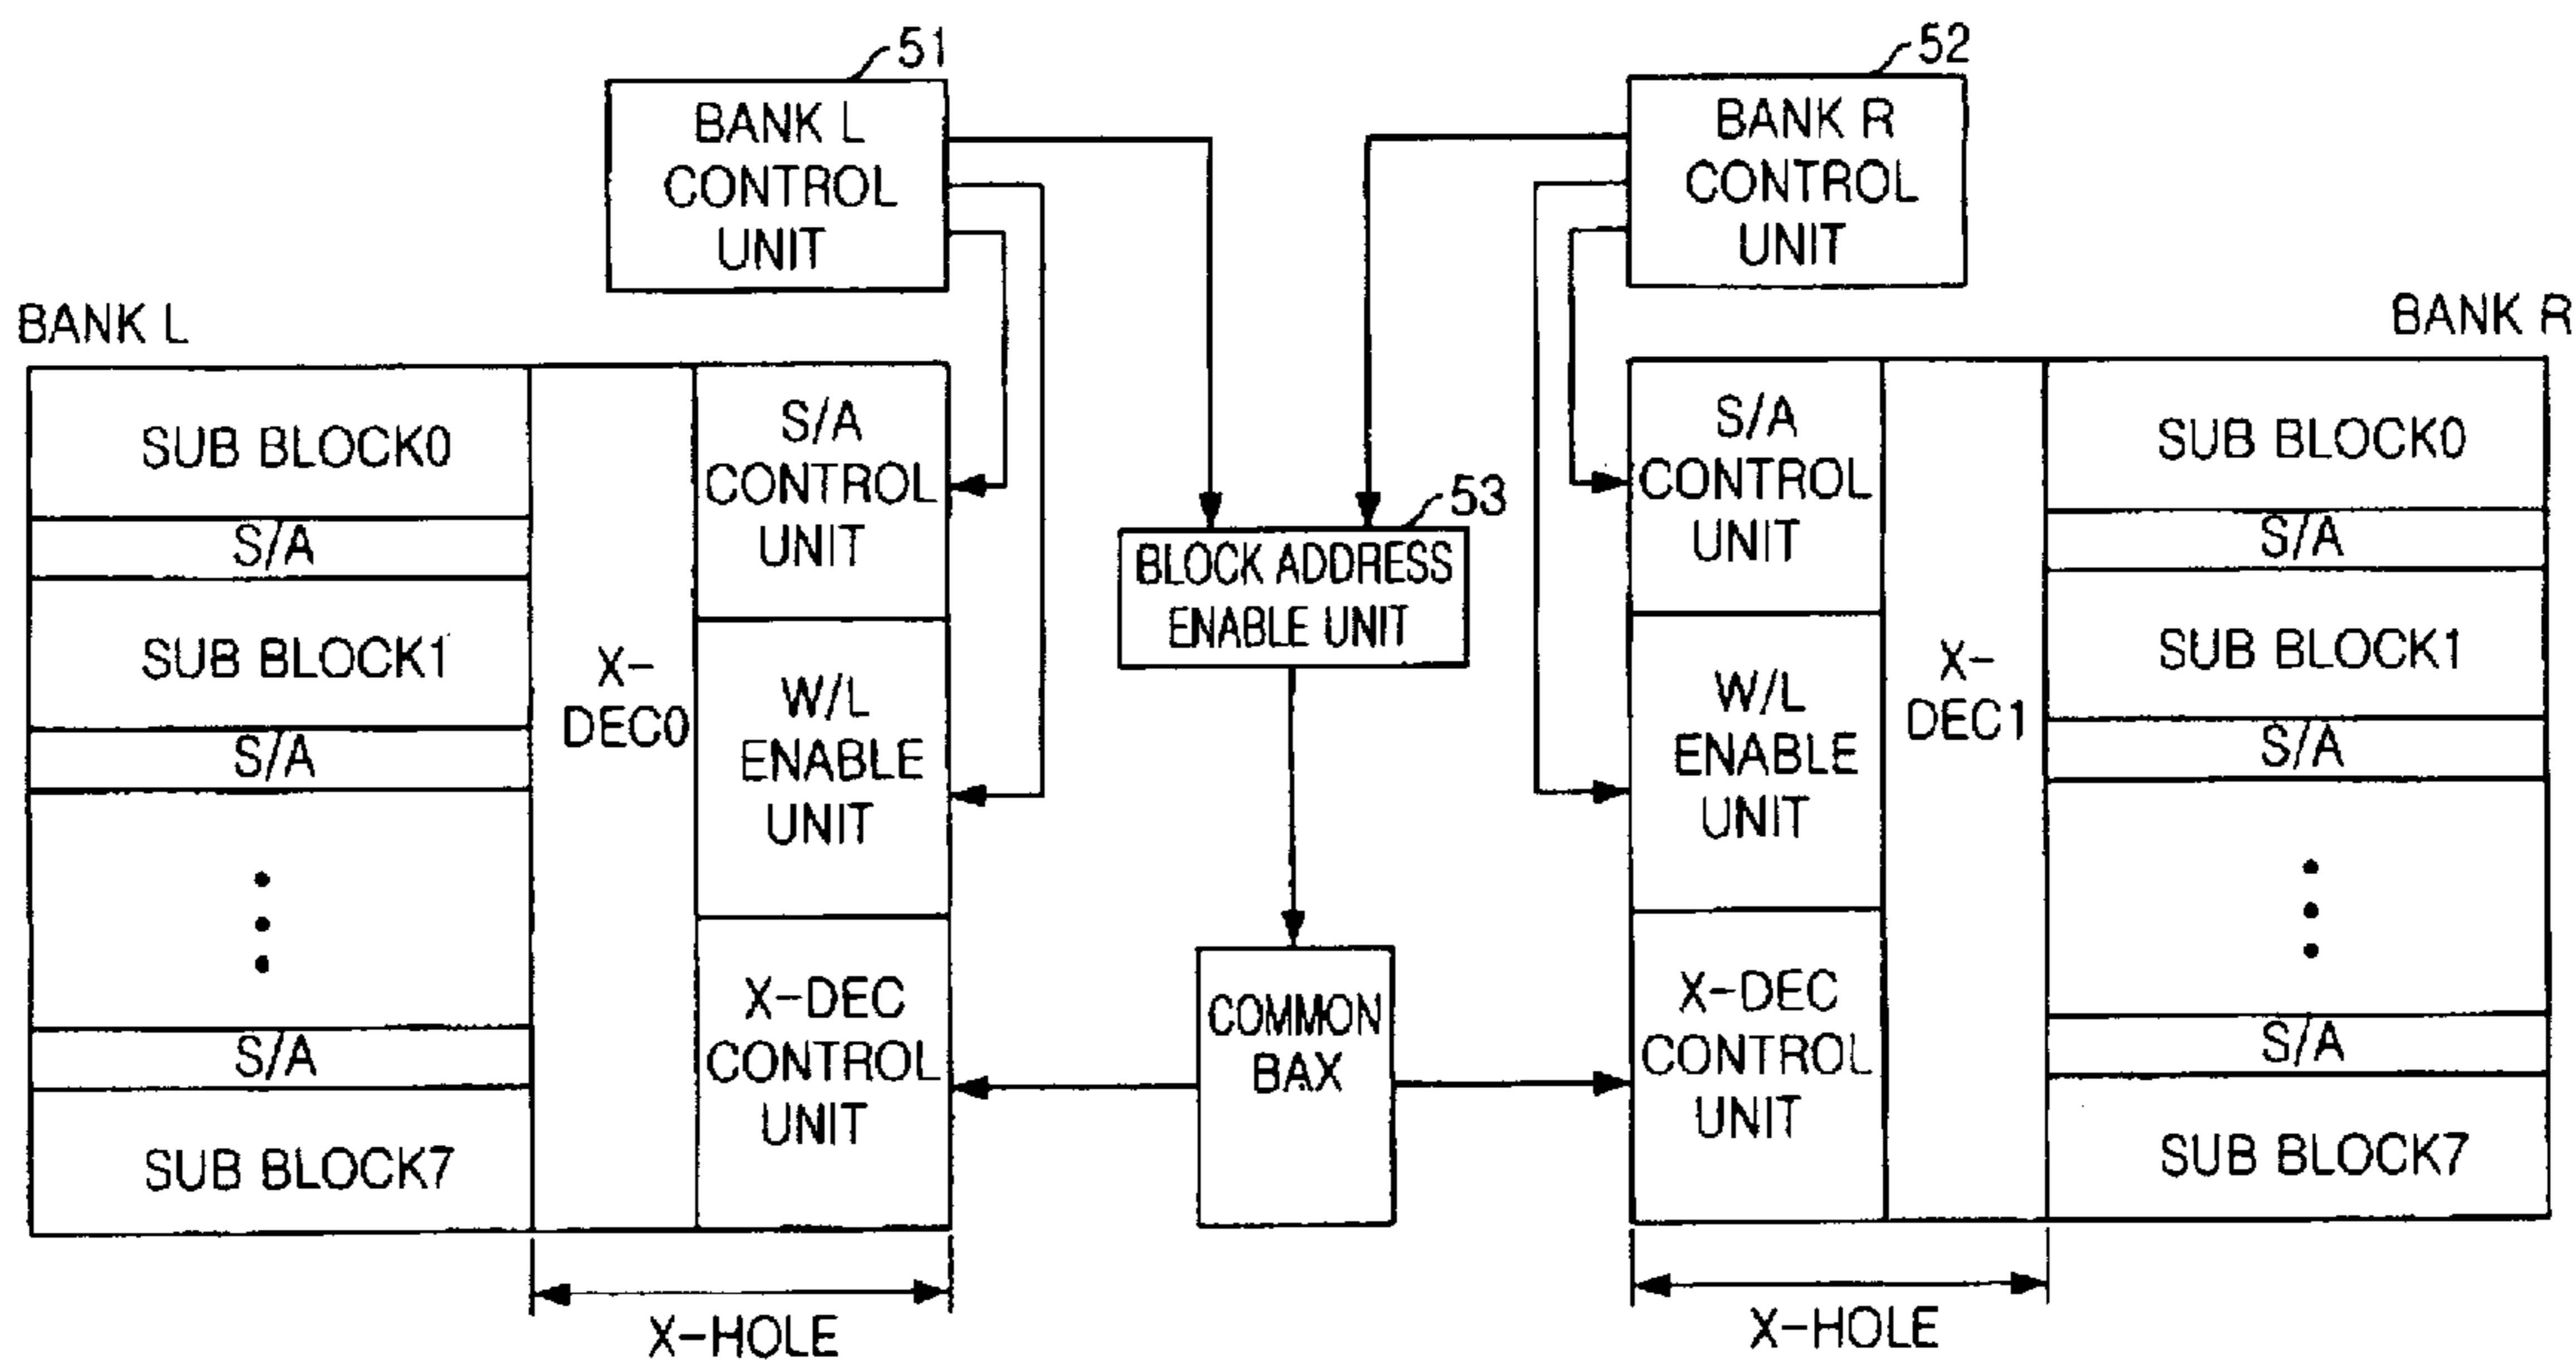 51
BANK L
CONTROL
UNIT
52
BANK R
CONTROL
UNIT
BANK L
SUB BLOCK0
S/A
SUB BLOCK1
S/A
S/A
SUB BLOCK7
X-
DEC0
S/A
CONTROL
UNIT
W/L
ENABLE
UNIT
X-DEC
CONTROL
UNIT
X-HOLE
53
BLOCK ADDRESS
ENABLE UNIT
COMMON
BAX
BANK R
S/A
CONTROL
UNIT
W/L
ENABLE
UNIT
X-DEC
CONTROL
UNIT
X-
DEC1
SUB BLOCK0
S/A
SUB BLOCK1
S/A
S/A
SUB BLOCK7
X-HOLE